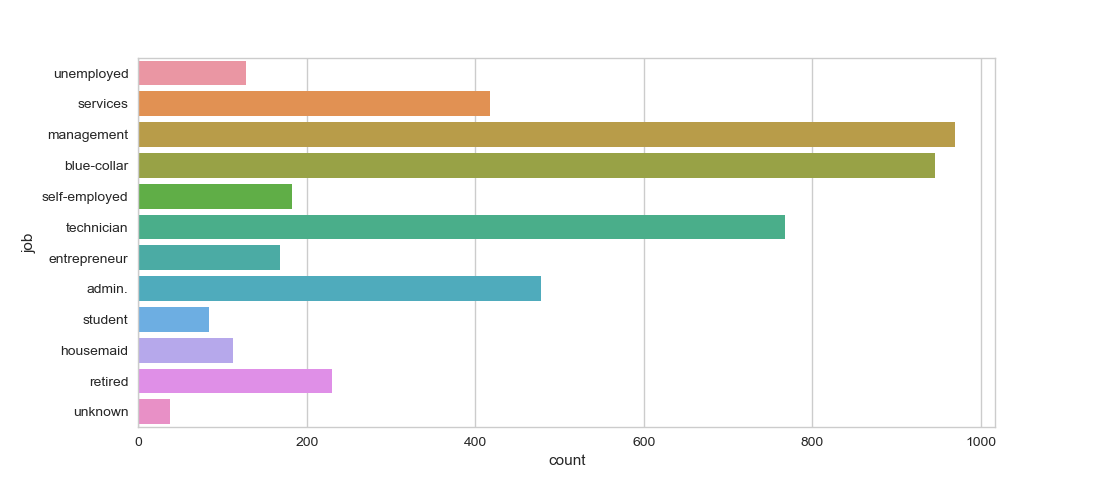 unemployed
services
management
blue-collar
self-employed
technician
entrepreneur
admin.
student
housemaid
retired
unknown
job
0 200 400 600 800 1000
count